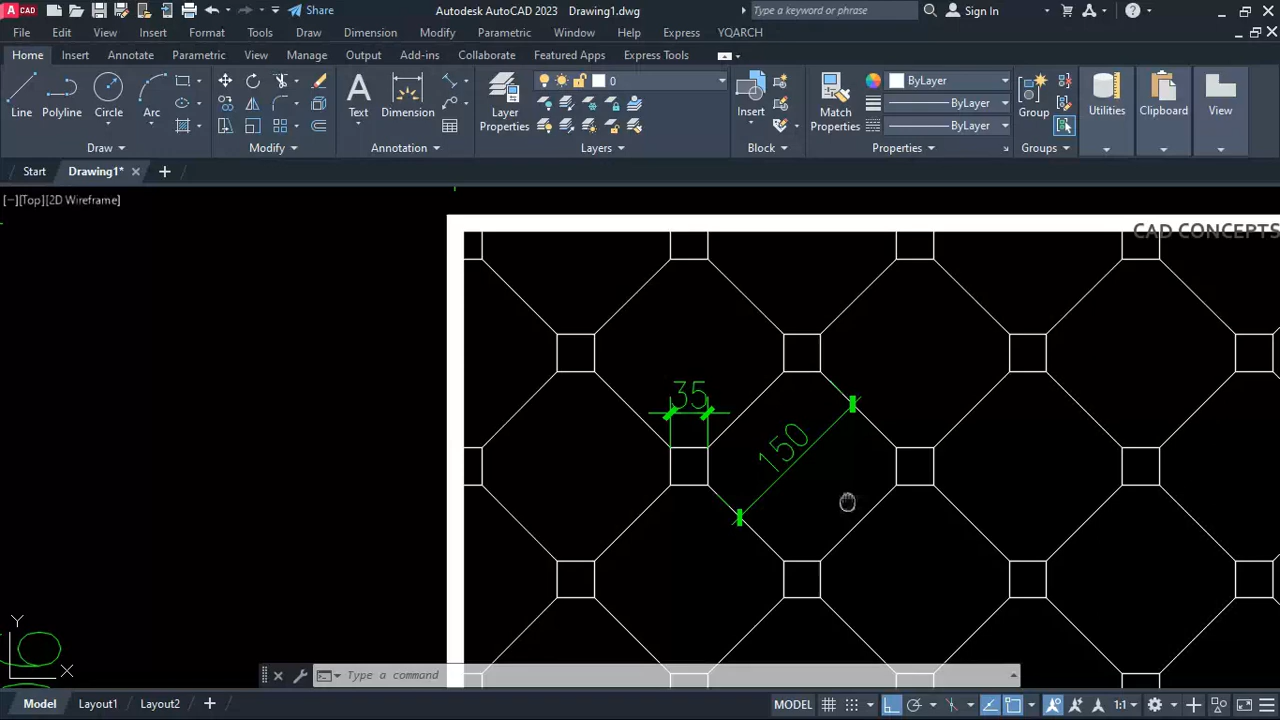 CAD
Share
Autodesk AutoCAD 2023 Drawing1.dwg
Type a keyword or phrase
Sign In
File Edit View Insert Format Tools Draw Dimension Modify Parametric Window Help Express YQARCH
Home Insert Annotate Parametric View Manage Output Add-ins Collaborate Featured Apps Express Tools
Line Polyline Circle Arc
Draw
Modify
Text Dimension
Annotation
Layer Properties
0
Layers
Insert
Block
Match Properties
ByLayer
ByLayer
ByLayer
Properties
Group
Groups
Utilities
Clipboard
View
Start Drawing1*
[−][Top][2D Wireframe]
CAD CONCEPTS
35
150
Y
X
Type a command
Model Layout1 Layout2
MODEL
1:1